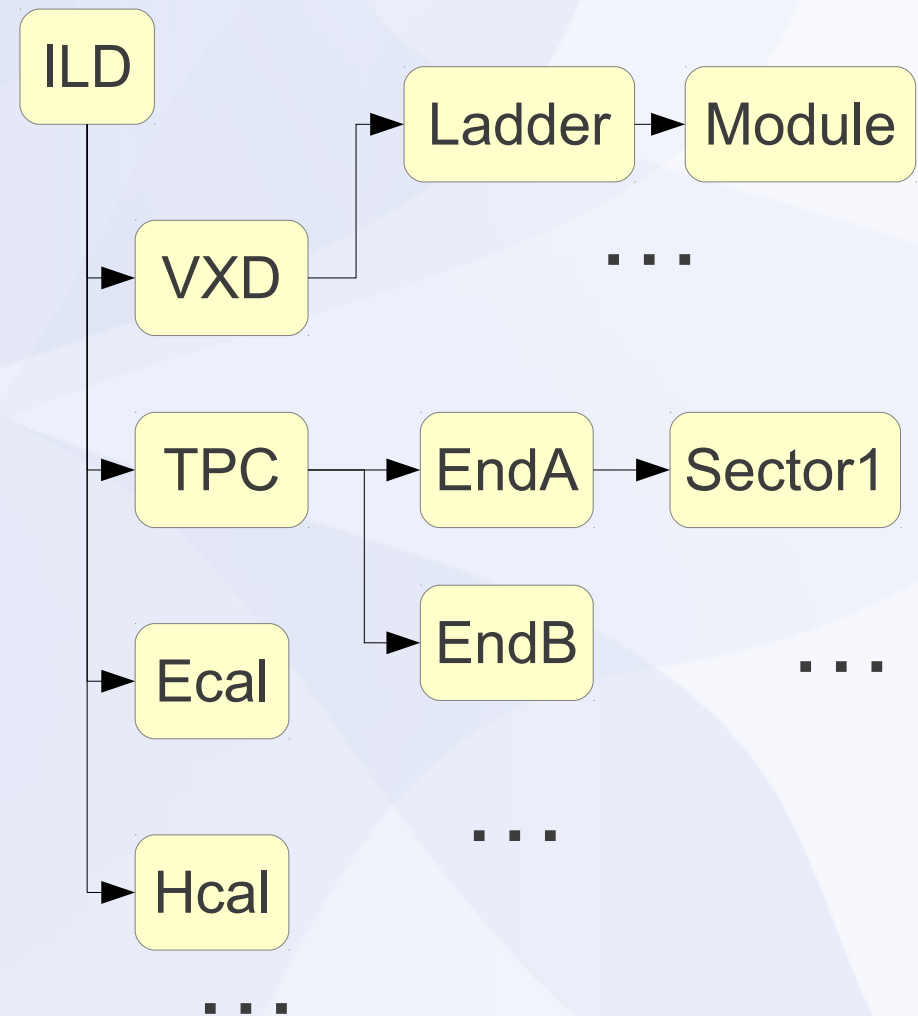 ILD
Ladder
Module
VXD
...
TPC
EndA
Sector1
EndB
...
Ecal
...
Hcal
...